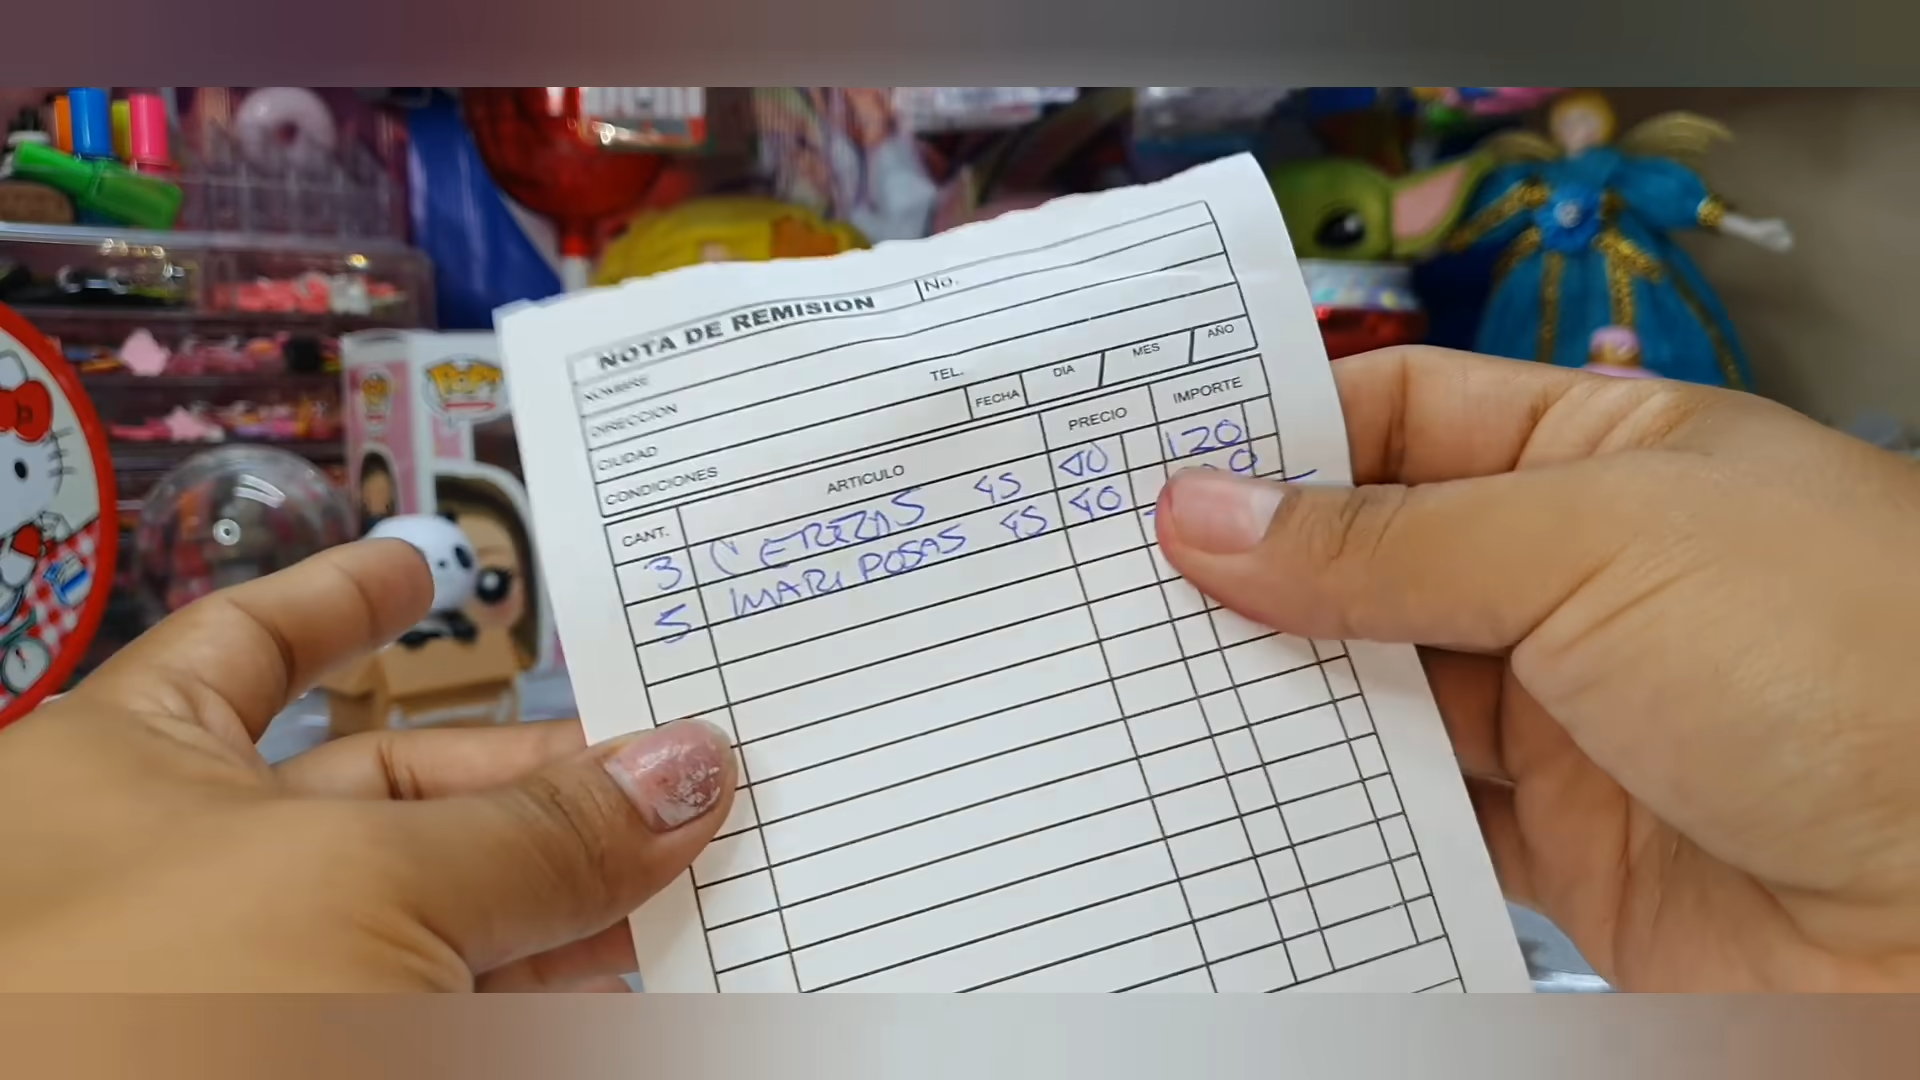 NOTA DE REMISION No.
NOMBRE
DIRECCION TEL.
CIUDAD FECHA DIA MES AÑO
CONDICIONES
CANT. ARTICULO PRECIO IMPORTE
3 CEREZAS 45 40 120
5 MARIPOSAS 45 40
POP!